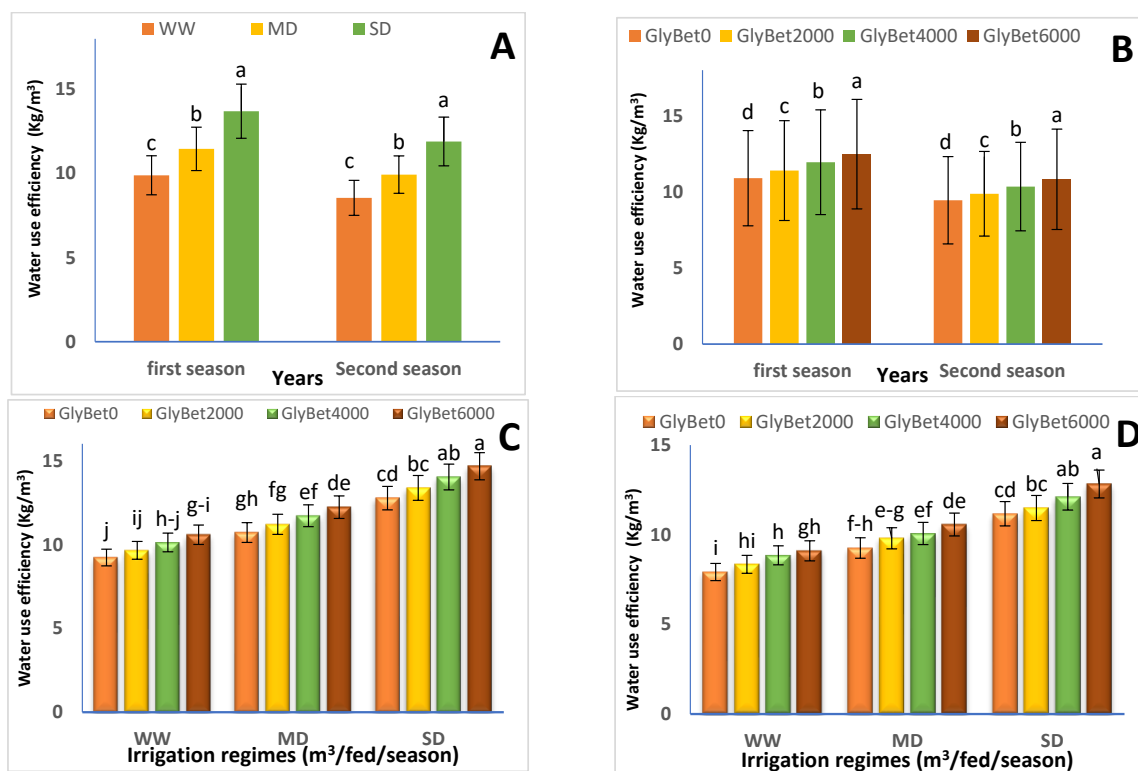 WW MD SD
A
15
10
5
0
Water use efficiency (Kg/m³)
c b a
c b a
first season Second season
Years
GlyBet0 GlyBet2000 GlyBet4000 GlyBet6000
B
15
10
5
0
Water use efficiency (Kg/m³)
d c b a
d c b a
first season Second season
Years
GlyBet0 GlyBet2000 GlyBet4000 GlyBet6000
C
15
10
5
0
Water use efficiency (Kg/m³)
j ij h-j g-i gh fg ef de cd bc ab a
WW MD SD
Irrigation regimes (m³/fed/season)
GlyBet0 GlyBet2000 GlyBet4000 GlyBet6000
D
15
10
5
0
Water use efficiency (Kg/m³)
i hi h gh f-h e-g ef de cd bc ab a
WW MD SD
Irrigation regimes (m³/fed/season)